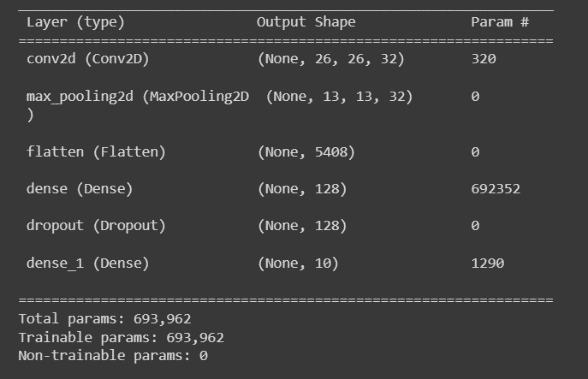 Layer (type) Output Shape Param #
=================================================================
conv2d (Conv2D) (None, 26, 26, 32) 320
max_pooling2d (MaxPooling2D (None, 13, 13, 32) 0
)
flatten (Flatten) (None, 5408) 0
dense (Dense) (None, 128) 692352
dropout (Dropout) (None, 128) 0
dense_1 (Dense) (None, 10) 1290
=================================================================
Total params: 693,962
Trainable params: 693,962
Non-trainable params: 0